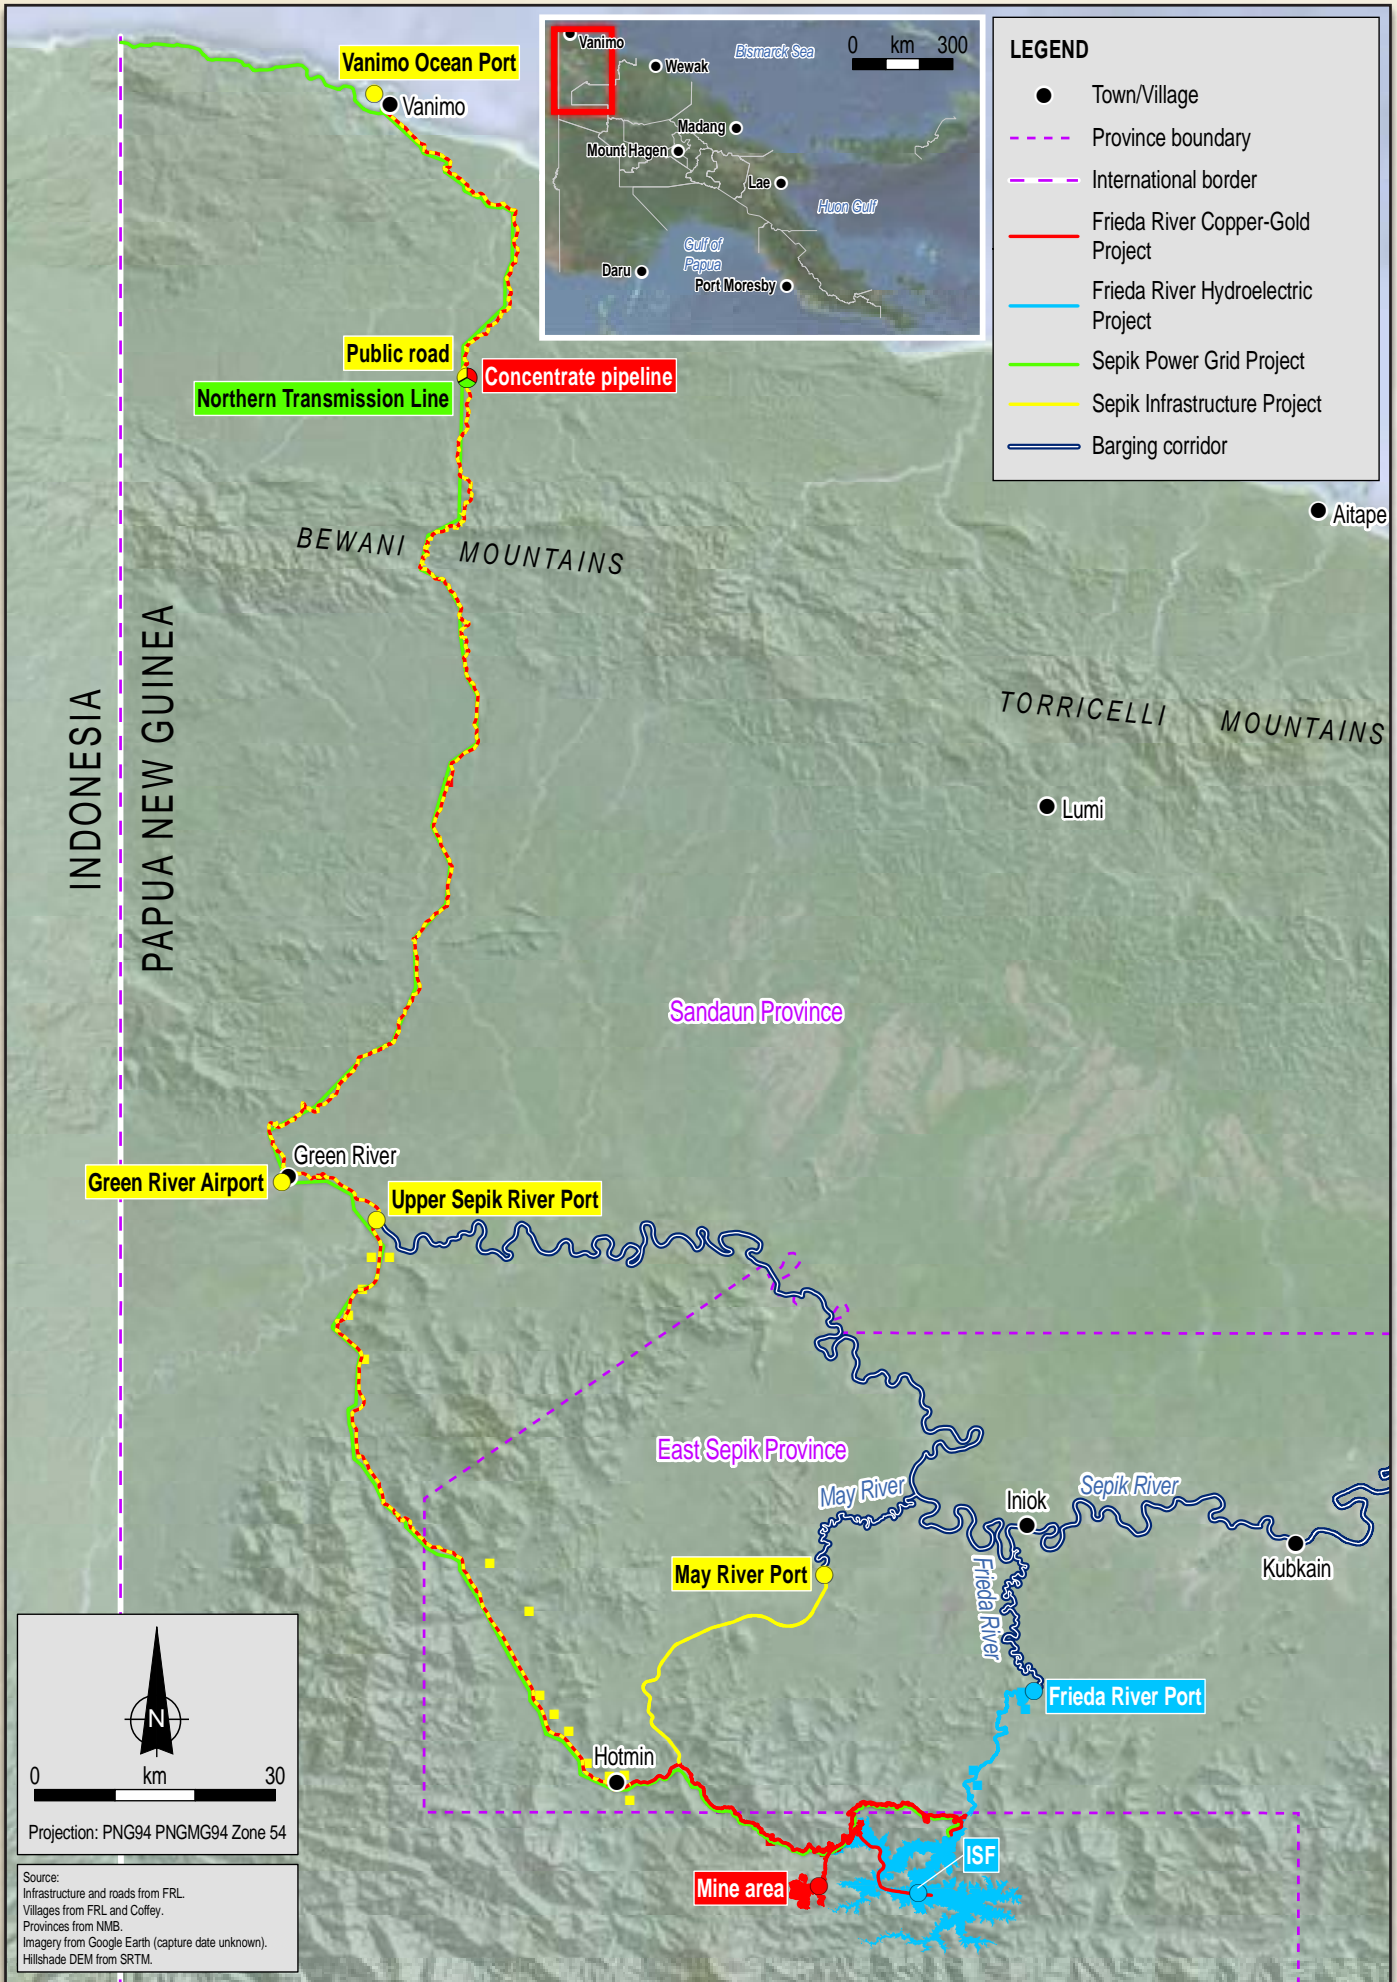 Vanimo Ocean Port
Vanimo
Vanimo
Wewak
Bismarck Sea
0 km 300
Madang
Mount Hagen
Lae
Huon Gulf
Gulf of
Papua
Daru
Port Moresby
LEGEND
Town/Village
Province boundary
International border
Frieda River Copper-Gold
Project
Frieda River Hydroelectric
Project
Sepik Power Grid Project
Sepik Infrastructure Project
Barging corridor
Public road
Concentrate pipeline
Northern Transmission Line
Aitape
BEWANI MOUNTAINS
TORRICELLI MOUNTAINS
INDONESIA
PAPUA NEW GUINEA
Lumi
Sandaun Province
Green River
Green River Airport
Upper Sepik River Port
East Sepik Province
May River
Sepik River
Iniok
Kubkain
May River Port
Frieda River
Frieda River Port
Hotmin
ISF
Mine area
N
0 km 30
Projection: PNG94 PNGMG94 Zone 54
Source:
Infrastructure and roads from FRL.
Villages from FRL and Coffey.
Provinces from NMB.
Imagery from Google Earth (capture date unknown).
Hillshade DEM from SRTM.